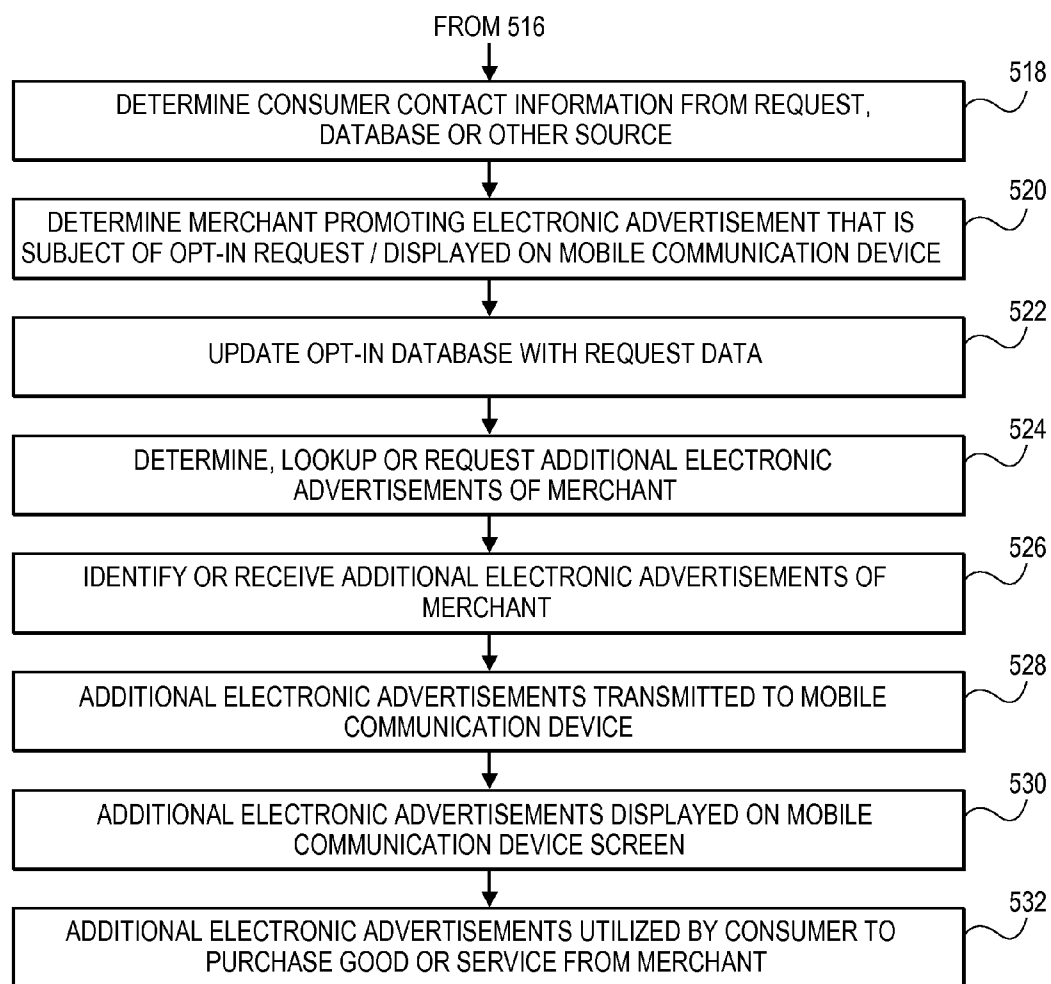 FROM 516
518
DETERMINE CONSUMER CONTACT INFORMATION FROM REQUEST,
DATABASE OR OTHER SOURCE
520
DETERMINE MERCHANT PROMOTING ELECTRONIC ADVERTISEMENT THAT IS
SUBJECT OF OPT-IN REQUEST / DISPLAYED ON MOBILE COMMUNICATION DEVICE
522
UPDATE OPT-IN DATABASE WITH REQUEST DATA
524
DETERMINE, LOOKUP OR REQUEST ADDITIONAL ELECTRONIC
ADVERTISEMENTS OF MERCHANT
526
IDENTIFY OR RECEIVE ADDITIONAL ELECTRONIC ADVERTISEMENTS OF
MERCHANT
528
ADDITIONAL ELECTRONIC ADVERTISEMENTS TRANSMITTED TO MOBILE
COMMUNICATION DEVICE
530
ADDITIONAL ELECTRONIC ADVERTISEMENTS DISPLAYED ON MOBILE
COMMUNICATION DEVICE SCREEN
532
ADDITIONAL ELECTRONIC ADVERTISEMENTS UTILIZED BY CONSUMER TO
PURCHASE GOOD OR SERVICE FROM MERCHANT